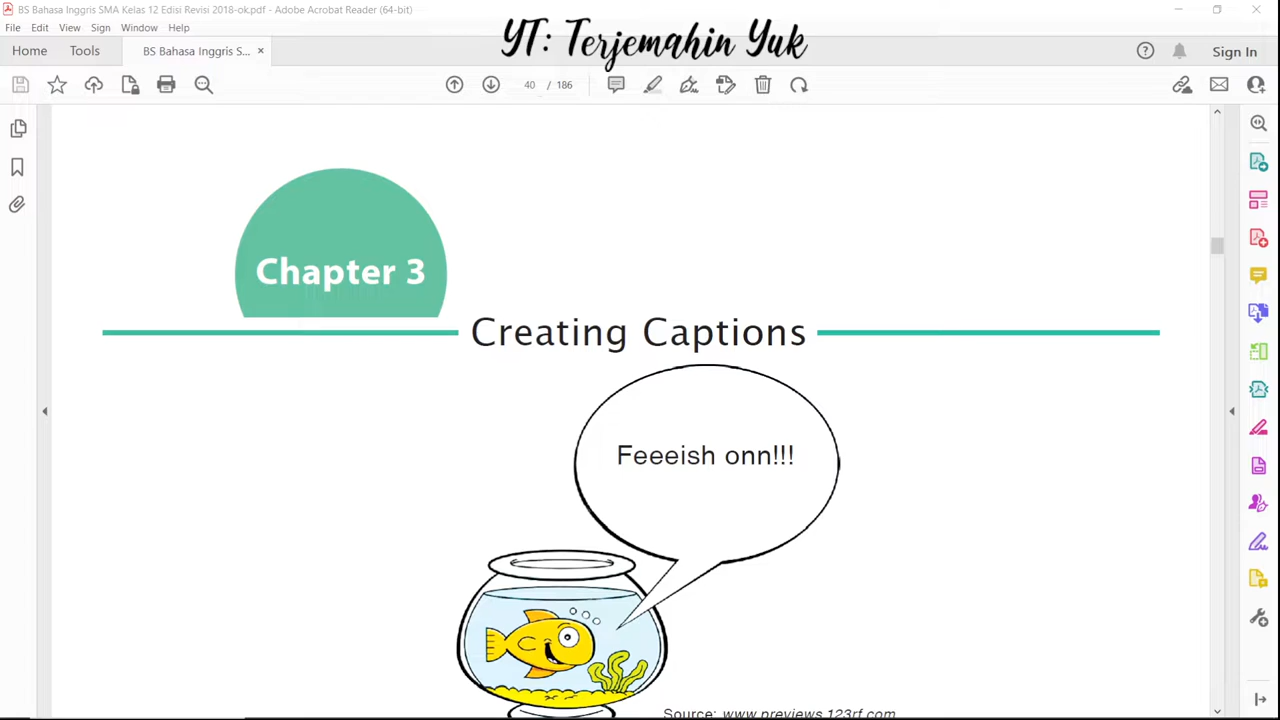 BS Bahasa Inggris SMA Kelas 12 Edisi Revisi 2018-ok.pdf - Adobe Acrobat Reader (64-bit)
File Edit View Sign Window Help
YT: Terjemahin Yuk
Home Tools BS Bahasa Inggris S... × Sign In
40 / 186
Chapter 3
Creating Captions
Feeeish onn!!!
Source: www.previews.123rf.com